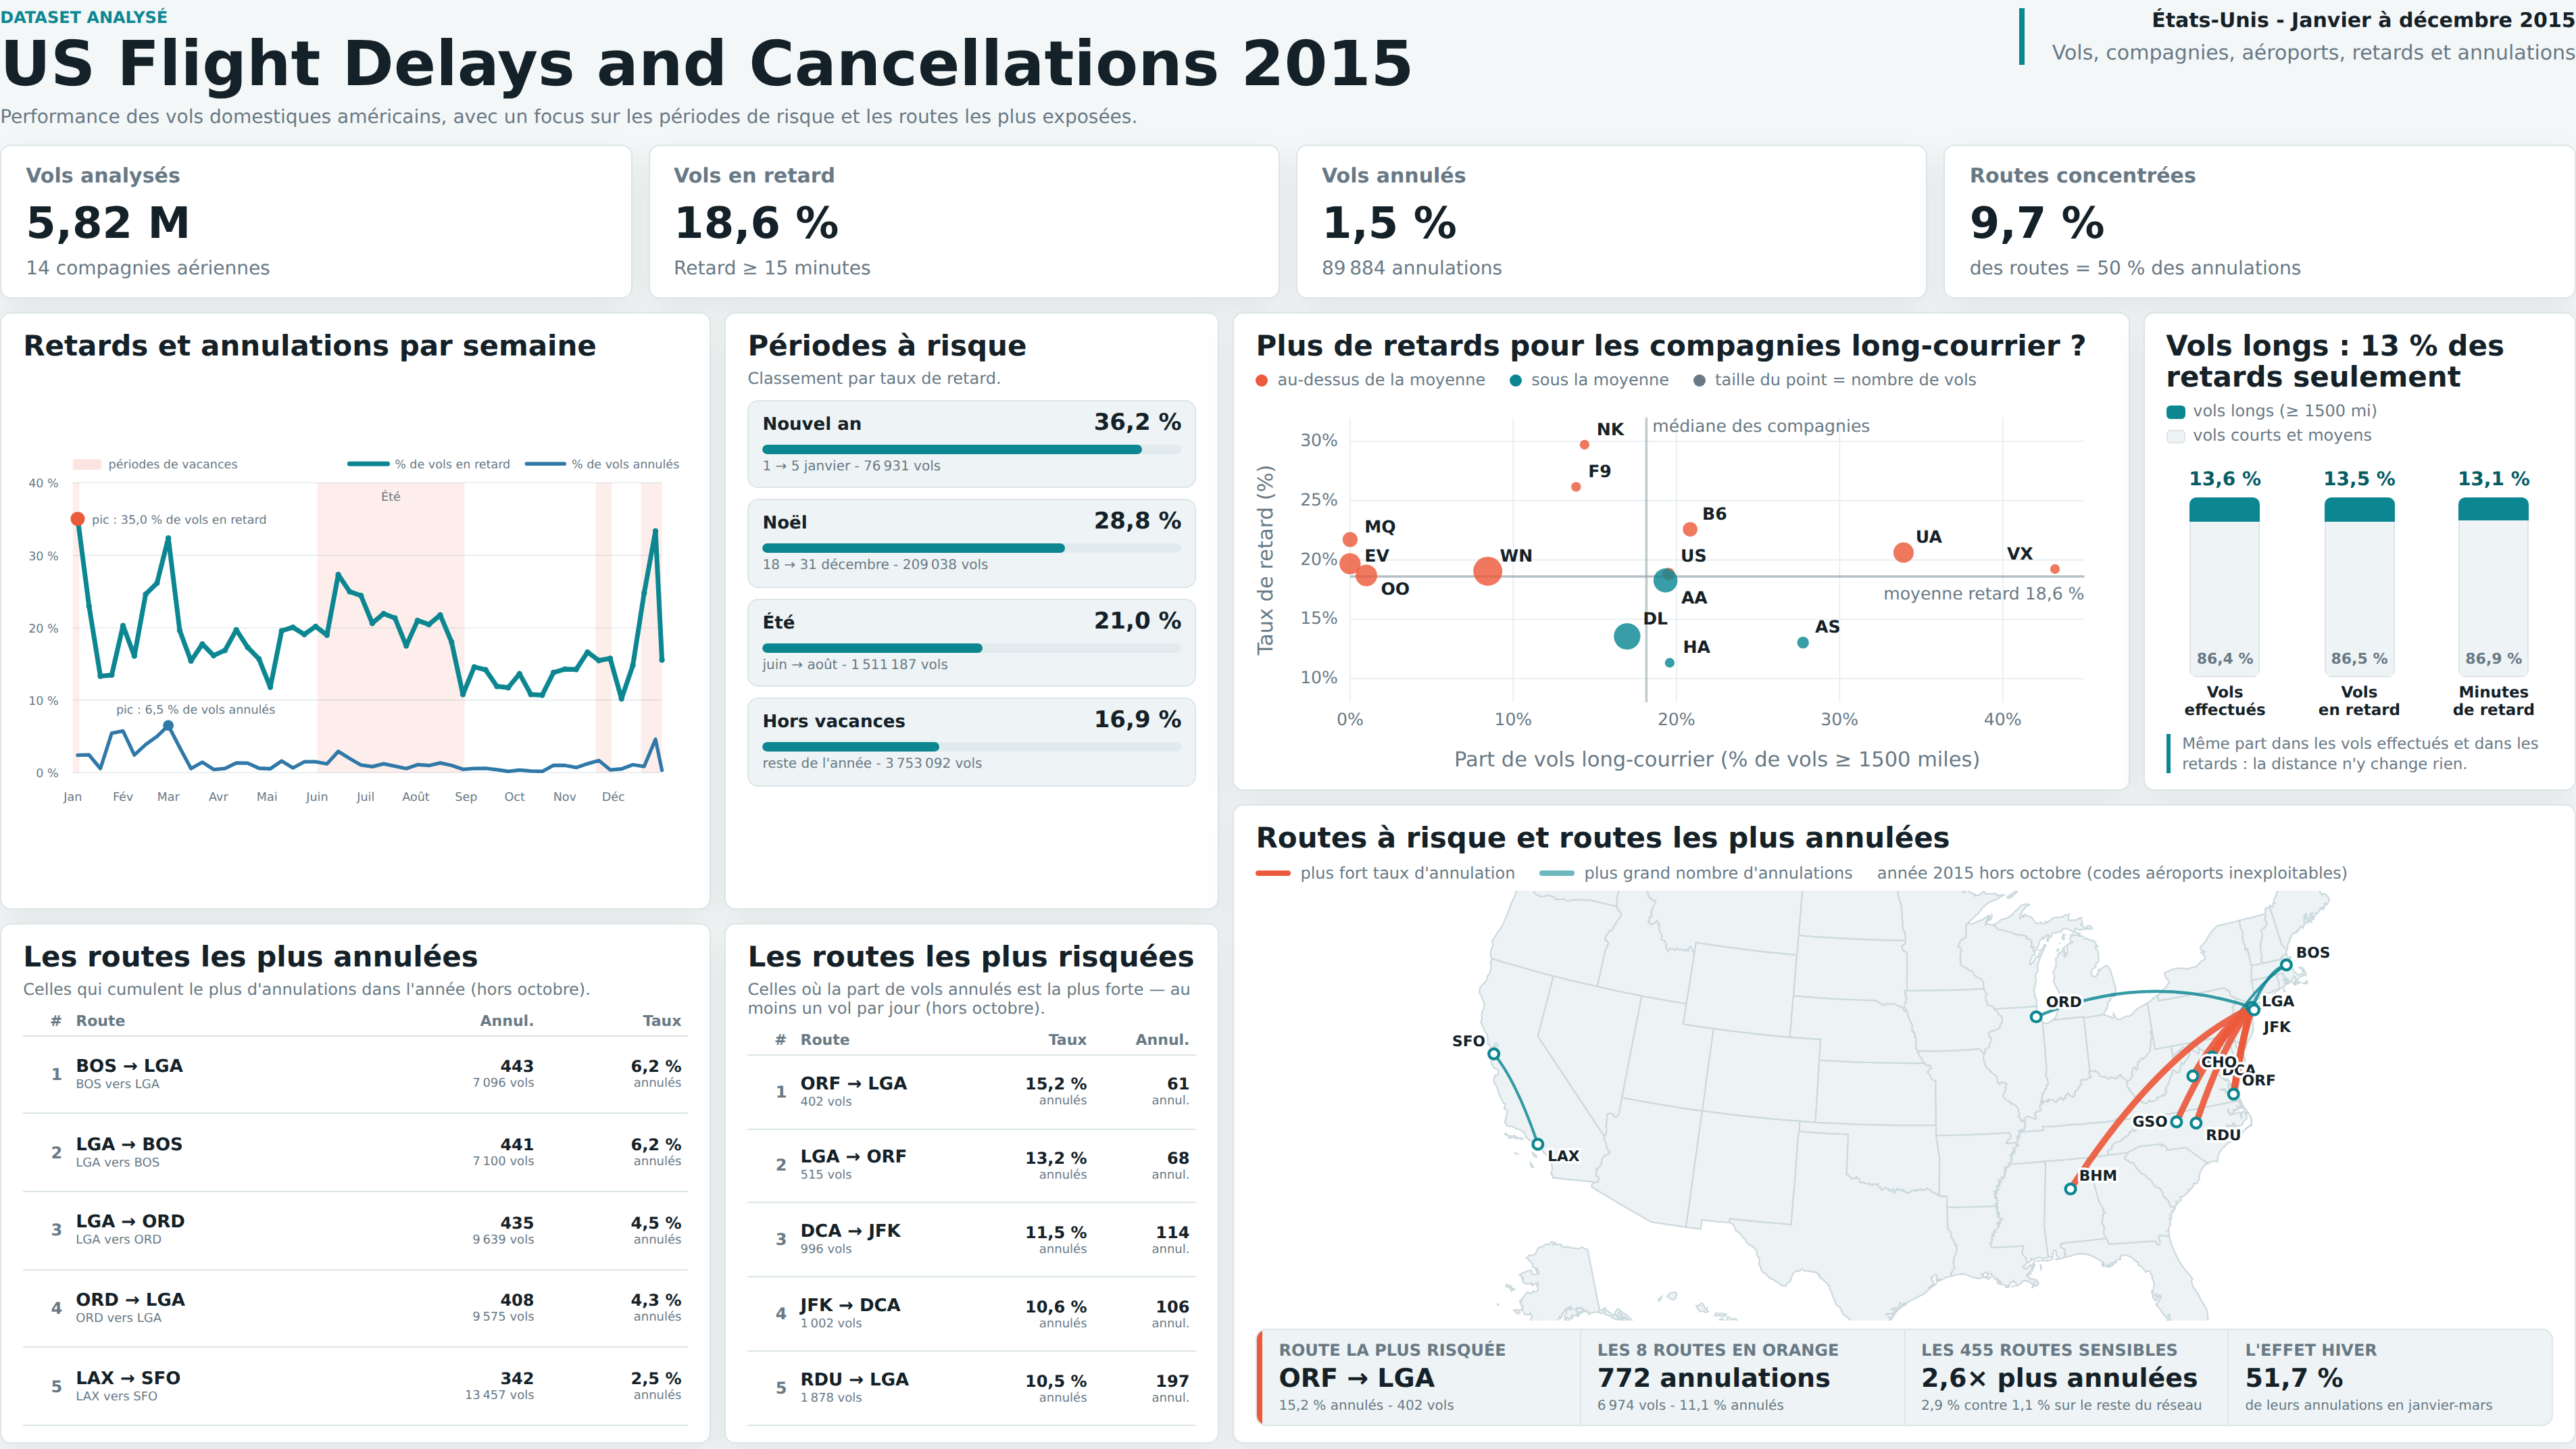 DATASET ANALYSÉ
US Flight Delays and Cancellations 2015
Performance des vols domestiques américains, avec un focus sur les périodes de risque et les routes les plus exposées.
États-Unis - Janvier à décembre 2015
Vols, compagnies, aéroports, retards et annulations
Vols analysés
5,82 M
14 compagnies aériennes
Vols en retard
18,6 %
Retard ≥ 15 minutes
Vols annulés
1,5 %
89 884 annulations
Routes concentrées
9,7 %
des routes = 50 % des annulations
Retards et annulations par semaine
périodes de vacances
% de vols en retard
% de vols annulés
40 %
30 %
20 %
10 %
0 %
Été
pic : 35,0 % de vols en retard
pic : 6,5 % de vols annulés
Jan Fév Mar Avr Mai Juin Juil Août Sep Oct Nov Déc
Périodes à risque
Classement par taux de retard.
Nouvel an 36,2 %
1 → 5 janvier - 76 931 vols
Noël 28,8 %
18 → 31 décembre - 209 038 vols
Été 21,0 %
juin → août - 1 511 187 vols
Hors vacances 16,9 %
reste de l'année - 3 753 092 vols
Plus de retards pour les compagnies long-courrier ?
au-dessus de la moyenne
sous la moyenne
taille du point = nombre de vols
Taux de retard (%)
30%
25%
20%
15%
10%
médiane des compagnies
NK
F9
MQ
EV
OO
WN
B6
US
AA
DL
HA
AS
UA
VX
moyenne retard 18,6 %
0% 10% 20% 30% 40%
Part de vols long-courrier (% de vols ≥ 1500 miles)
Vols longs : 13 % des
retards seulement
vols longs (≥ 1500 mi)
vols courts et moyens
13,6 % 13,5 % 13,1 %
86,4 % 86,5 % 86,9 %
Vols
effectués
Vols
en retard
Minutes
de retard
Même part dans les vols effectués et dans les
retards : la distance n'y change rien.
Les routes les plus annulées
Celles qui cumulent le plus d'annulations dans l'année (hors octobre).
# Route Annul. Taux
1 BOS → LGA 443 6,2 %
BOS vers LGA 7 096 vols annulés
2 LGA → BOS 441 6,2 %
LGA vers BOS 7 100 vols annulés
3 LGA → ORD 435 4,5 %
LGA vers ORD 9 639 vols annulés
4 ORD → LGA 408 4,3 %
ORD vers LGA 9 575 vols annulés
5 LAX → SFO 342 2,5 %
LAX vers SFO 13 457 vols annulés
Les routes les plus risquées
Celles où la part de vols annulés est la plus forte — au
moins un vol par jour (hors octobre).
# Route Taux Annul.
1 ORF → LGA 15,2 % 61
402 vols annulés annul.
2 LGA → ORF 13,2 % 68
515 vols annulés annul.
3 DCA → JFK 11,5 % 114
996 vols annulés annul.
4 JFK → DCA 10,6 % 106
1 002 vols annulés annul.
5 RDU → LGA 10,5 % 197
1 878 vols annulés annul.
Routes à risque et routes les plus annulées
plus fort taux d'annulation
plus grand nombre d'annulations
année 2015 hors octobre (codes aéroports inexploitables)
BOS
ORD
LGA
JFK
SFO
CHO
DCA
ORF
GSO
RDU
LAX
BHM
ROUTE LA PLUS RISQUÉE
ORF → LGA
15,2 % annulés - 402 vols
LES 8 ROUTES EN ORANGE
772 annulations
6 974 vols - 11,1 % annulés
LES 455 ROUTES SENSIBLES
2,6× plus annulées
2,9 % contre 1,1 % sur le reste du réseau
L'EFFET HIVER
51,7 %
de leurs annulations en janvier-mars